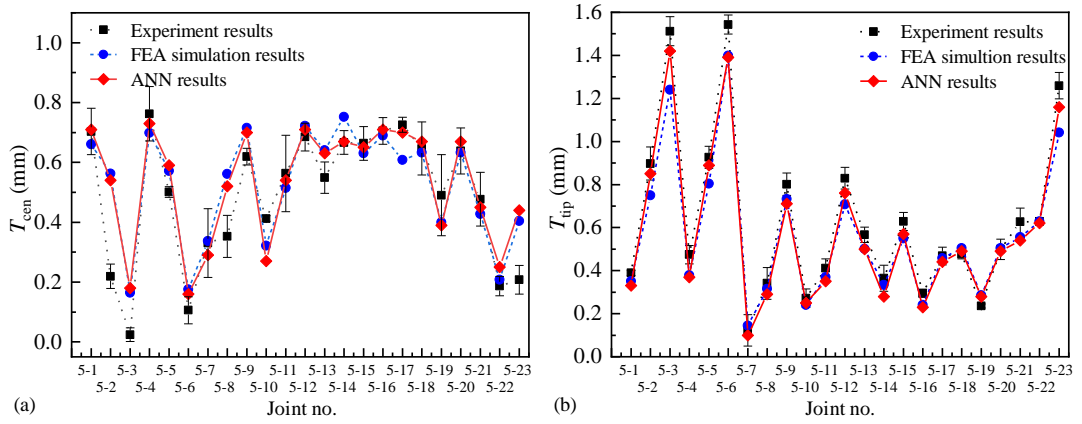 1.0
0.8
0.6
0.4
0.2
0.0
T_cen (mm)
Experiment results
FEA simulation results
ANN results
5-1 5-3 5-5 5-7 5-9 5-11 5-13 5-15 5-17 5-19 5-21 5-23
5-2 5-4 5-6 5-8 5-10 5-12 5-14 5-16 5-18 5-20 5-22
(a) Joint no.
1.6
1.4
1.2
1.0
0.8
0.6
0.4
0.2
0.0
T_tip (mm)
Experiment results
FEA simultion results
ANN results
5-1 5-3 5-5 5-7 5-9 5-11 5-13 5-15 5-17 5-19 5-21 5-23
5-2 5-4 5-6 5-8 5-10 5-12 5-14 5-16 5-18 5-20 5-22
(b) Joint no.